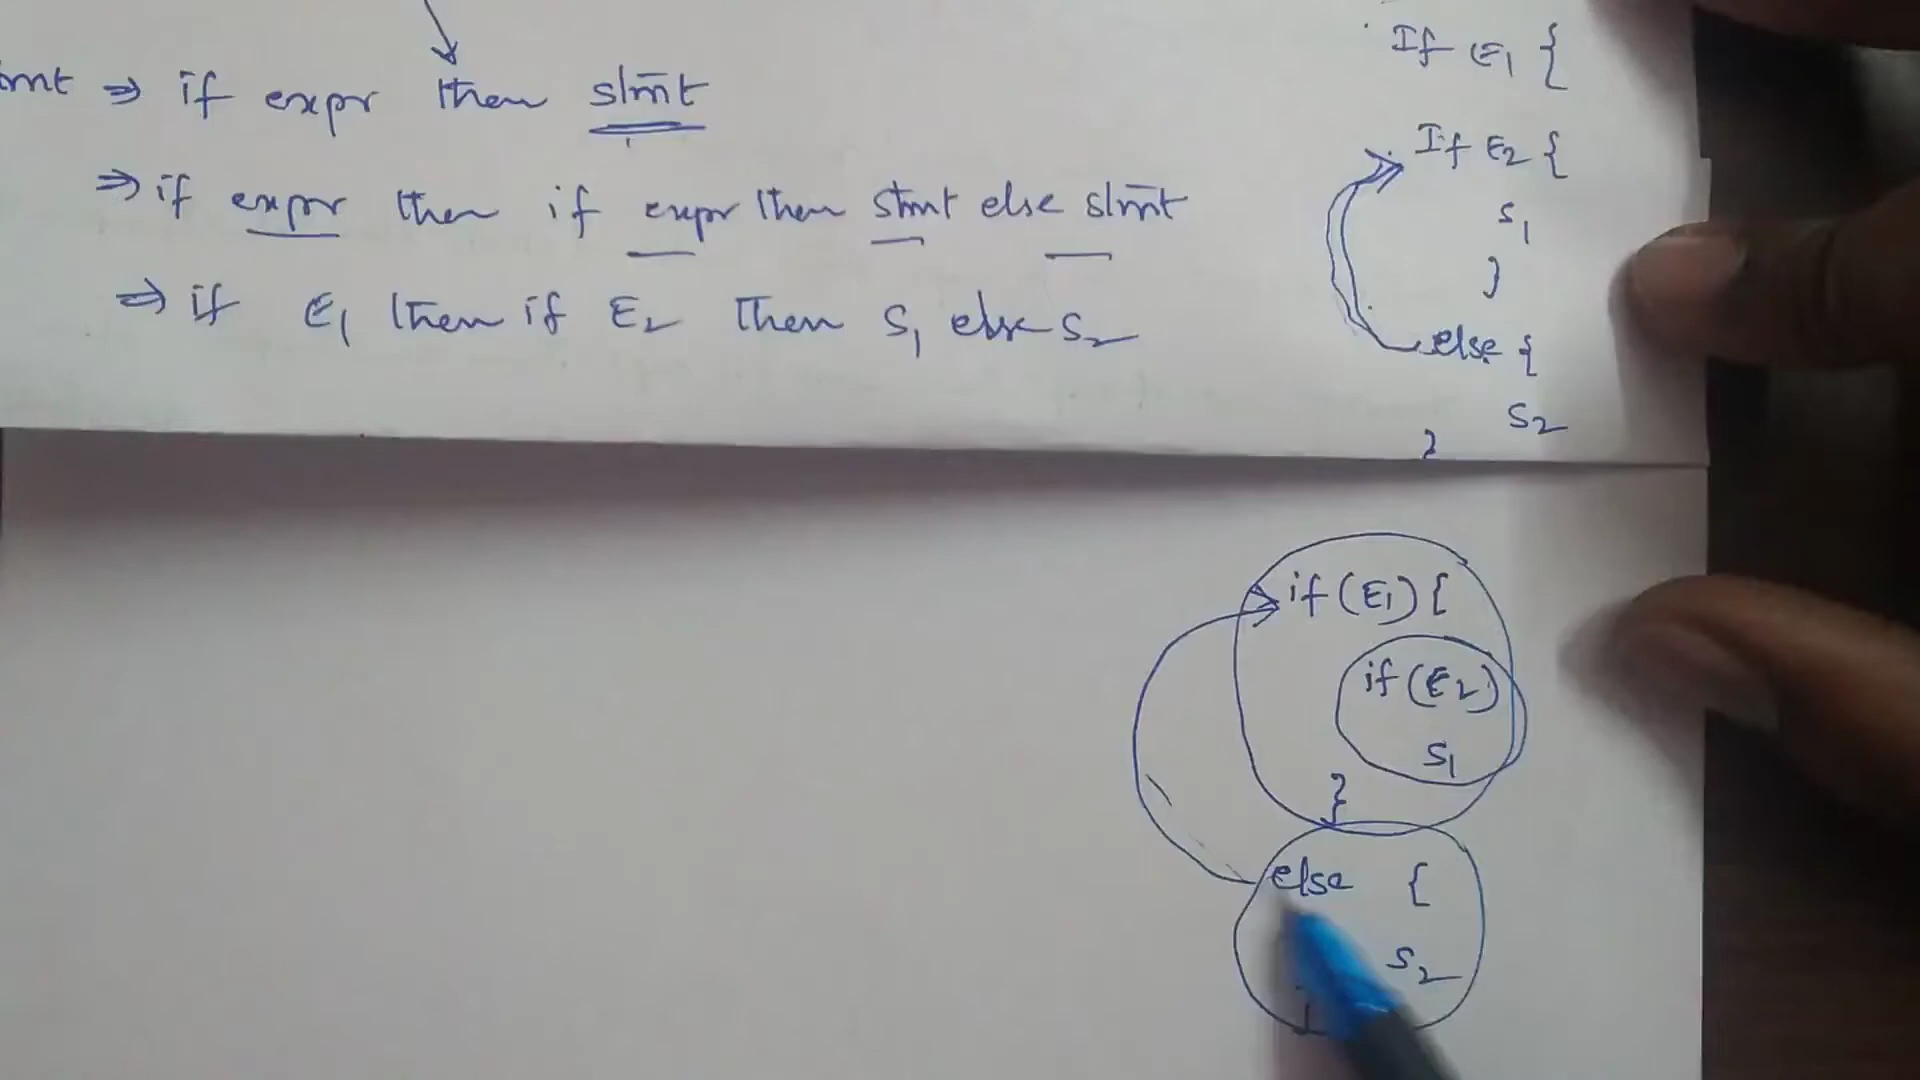 ⇒ if expr then stmt
⇒ if expr then if expr then stmt else stmt
⇒ if E1 then if E2 then S1 else S2
If E1 {
If E2 {
S1
}
else {
S2
}
if (E1) {
if (E2)
S1
}
else {
S2
}